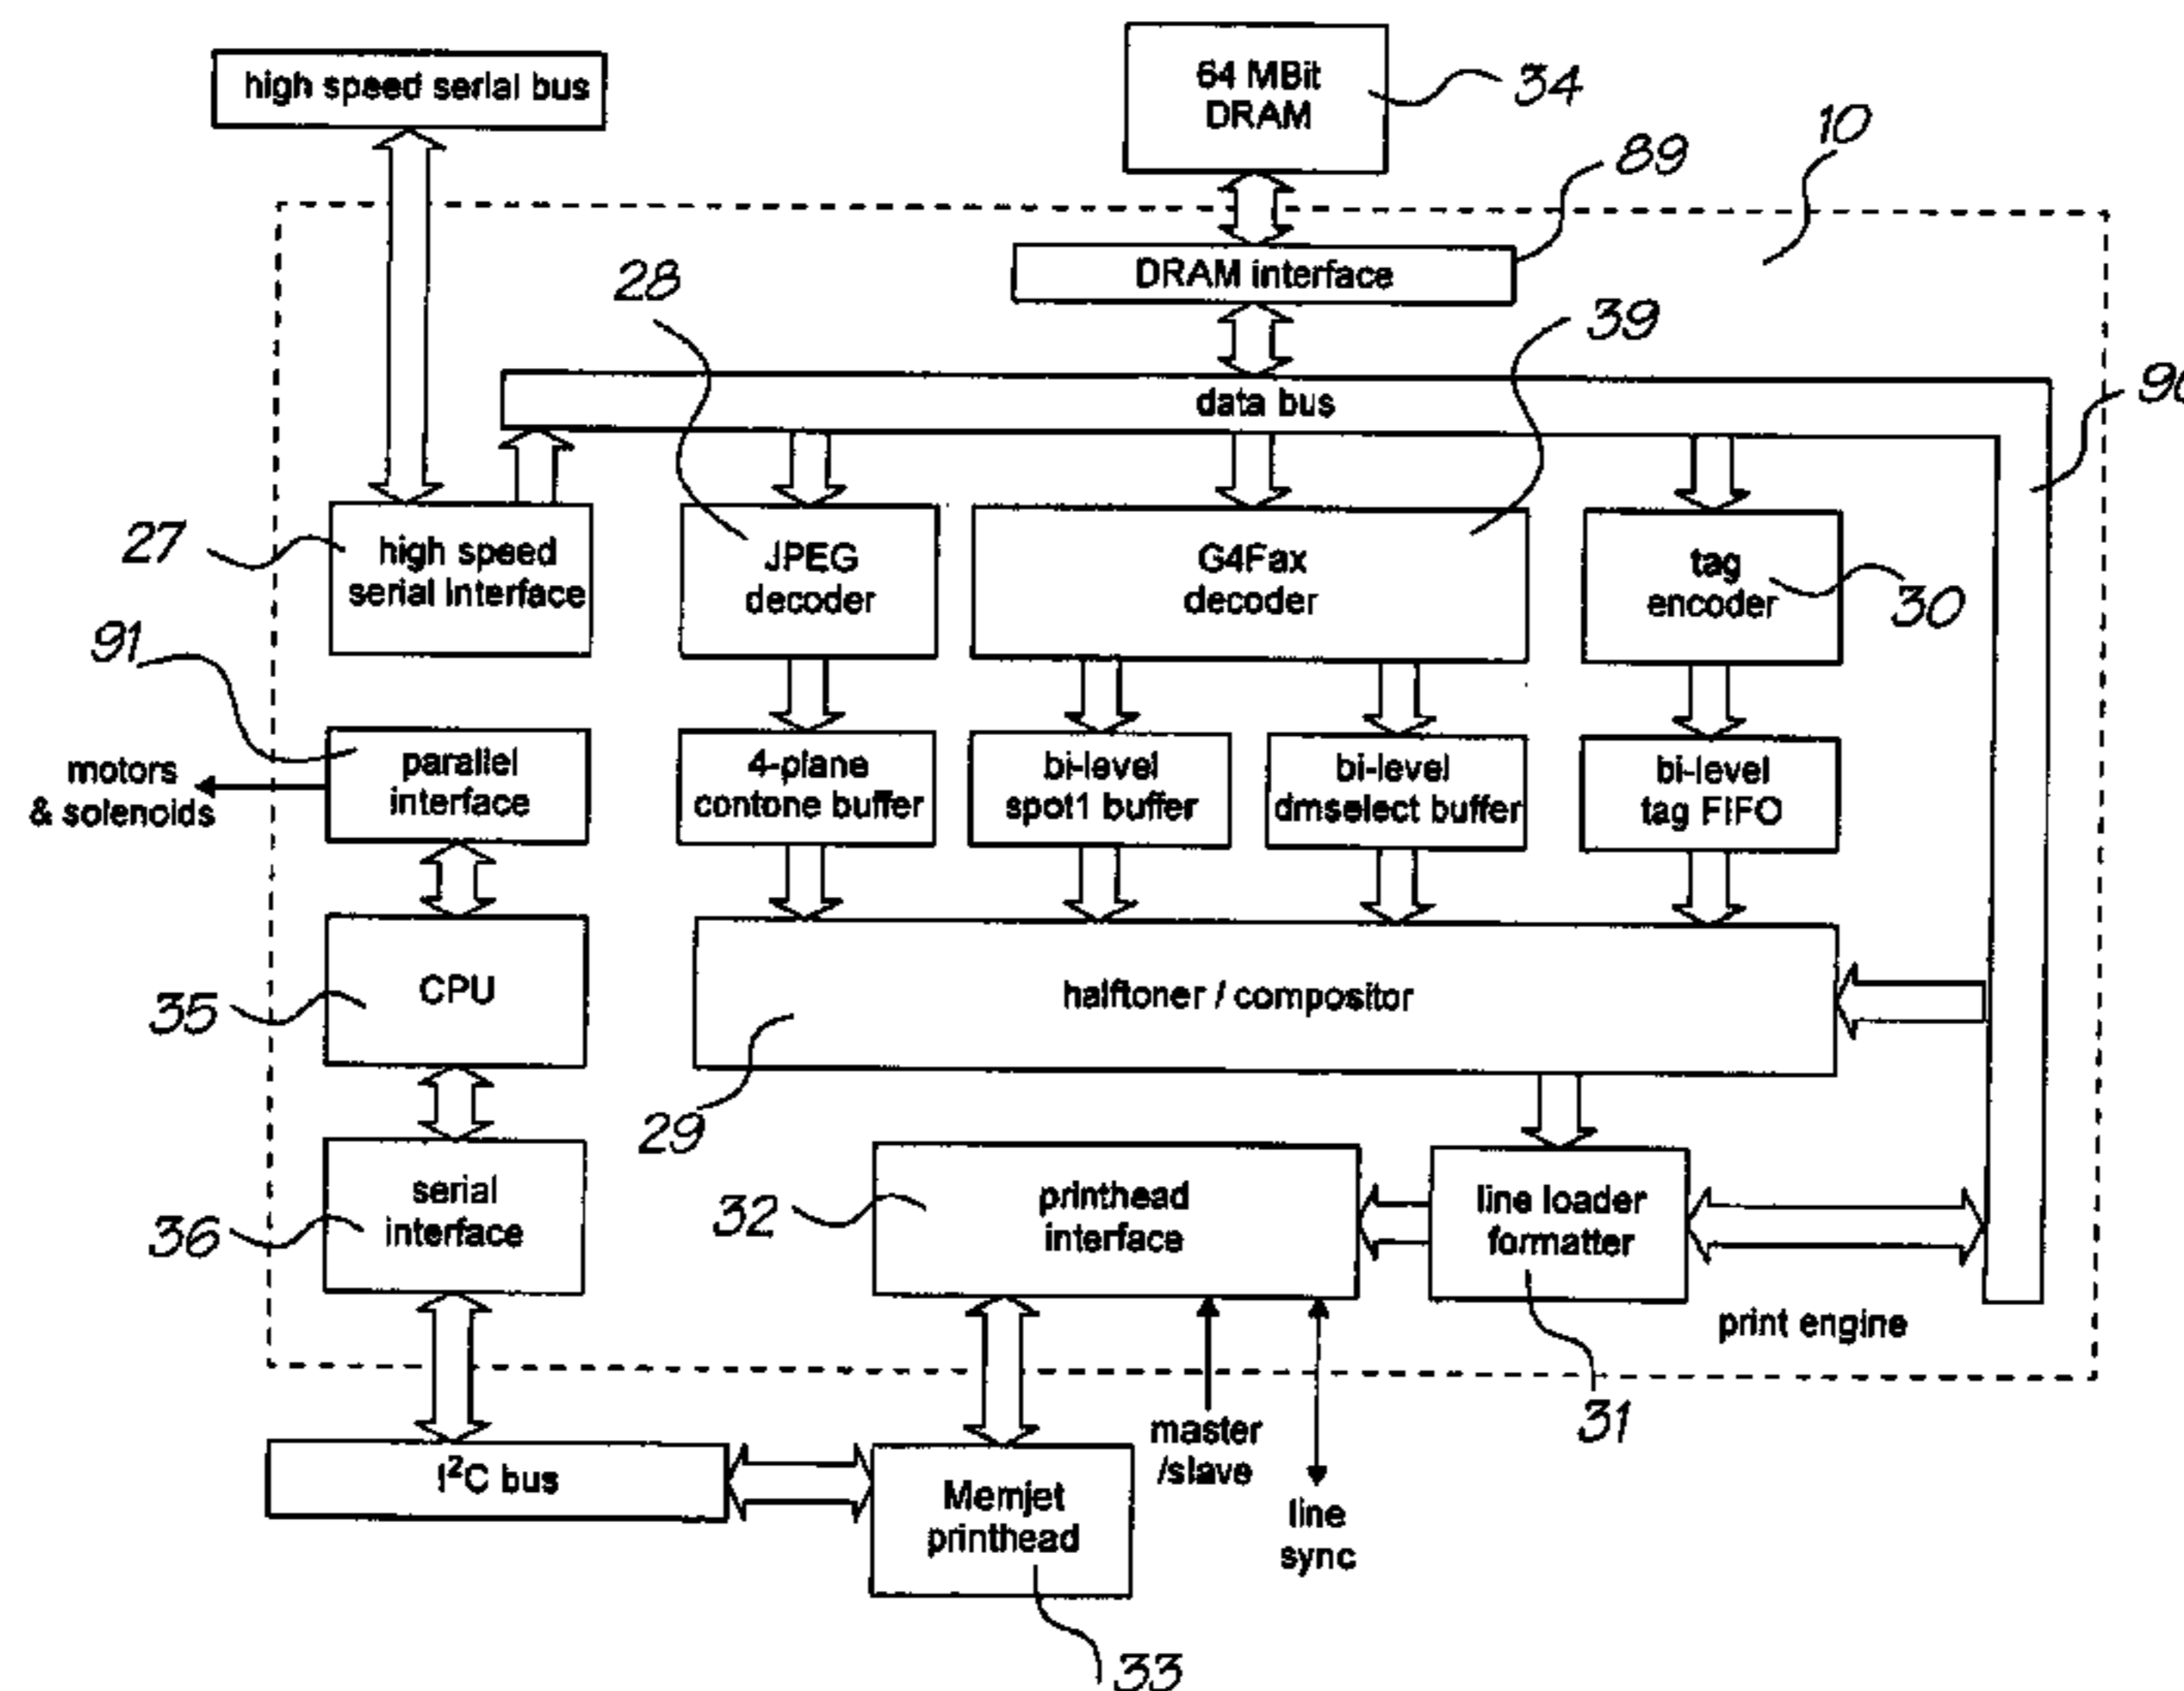 high speed serial bus
64 MBit
DRAM
34
10
89
DRAM interface
28
39
data bus
27
high speed
serial interface
JPEG
decoder
G4Fax
decoder
tag
encoder
30
91
motors
& solenoids
parallel
interface
4-plane
contone buffer
bi-level
spot1 buffer
bi-level
dmselect buffer
bi-level
tag FIFO
35
CPU
halftoner / compositor
29
36
serial
interface
32
printhead
interface
line loader
formatter
print engine
31
I²C bus
Memjet
printhead
master
/slave
line
sync
33